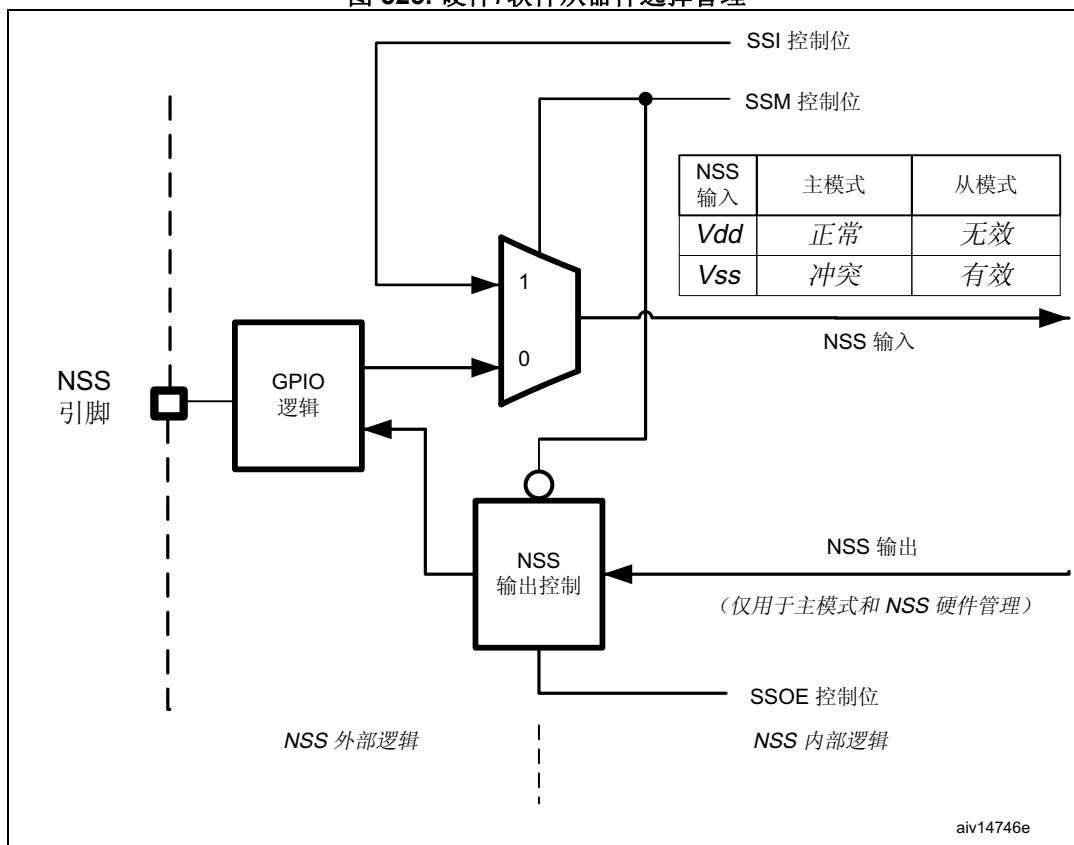 SSI 控制位
SSM 控制位
NSS
输入
主模式
从模式
Vdd
正常
无效
Vss
冲突
有效
1
0
NSS 输入
NSS
引脚
GPIO
逻辑
NSS
输出控制
NSS 输出
(仅用于主模式和 NSS 硬件管理)
SSOE 控制位
NSS 外部逻辑
NSS 内部逻辑
aiv14746e